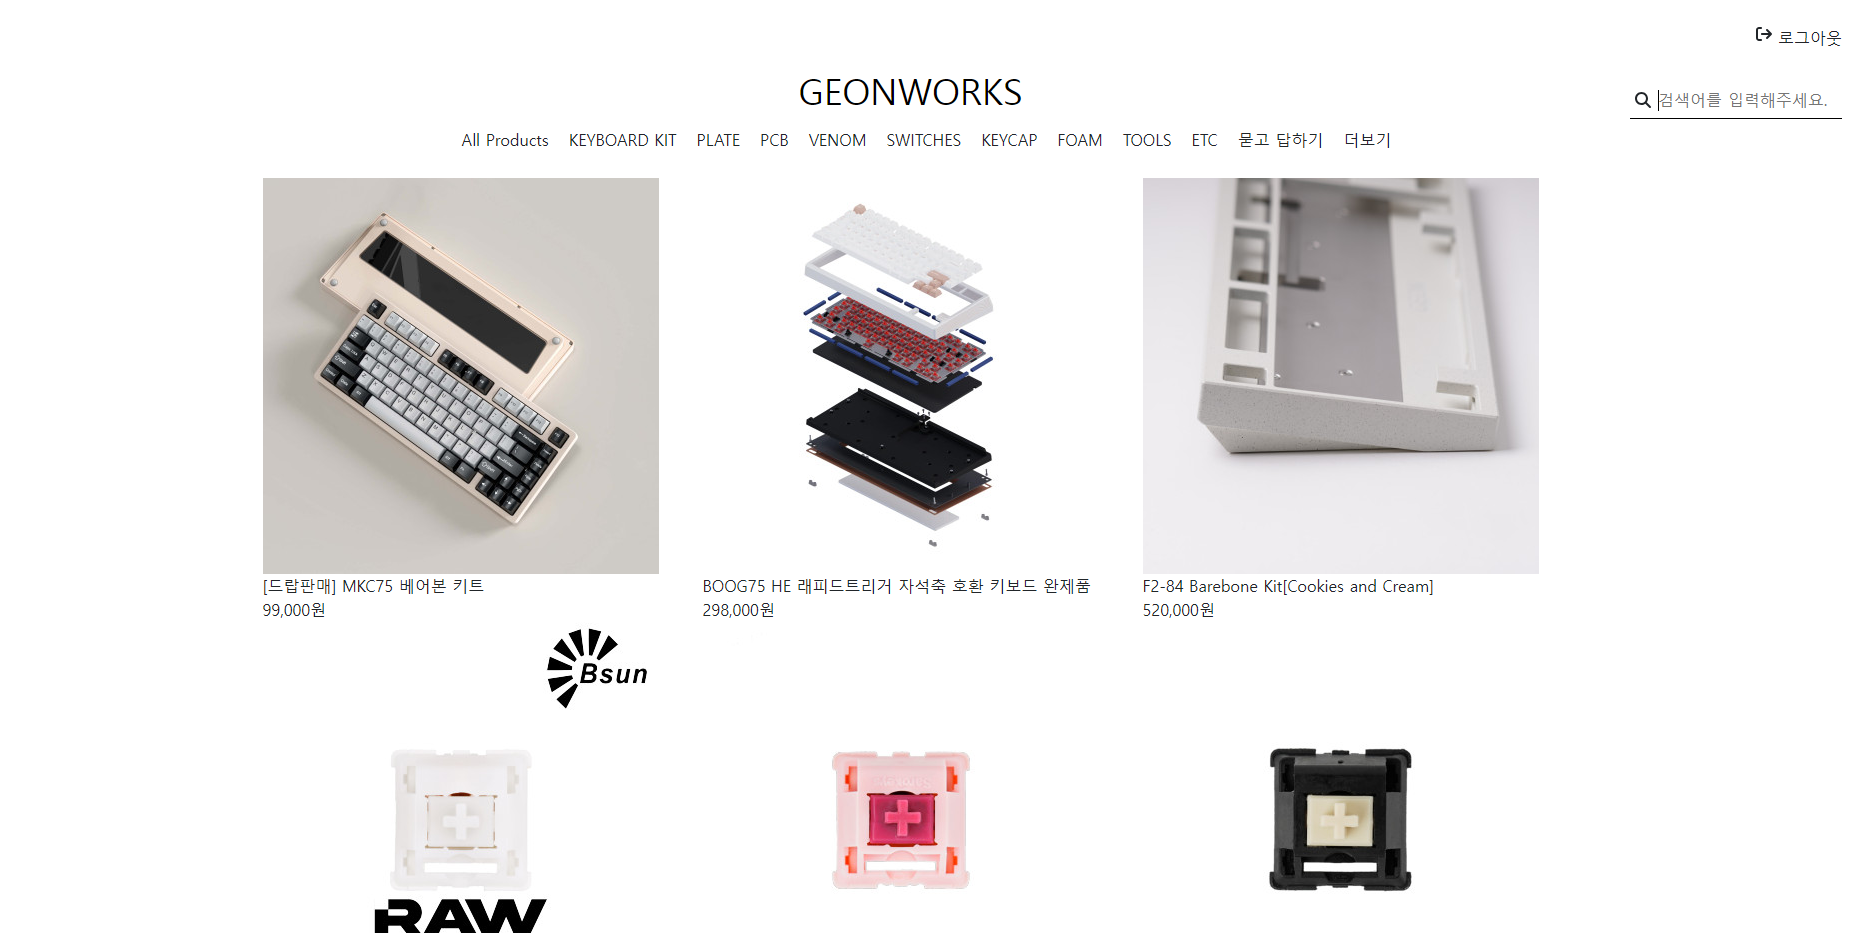 로그아웃
GEONWORKS
검색어를 입력해주세요.
All Products KEYBOARD KIT PLATE PCB VENOM SWITCHES KEYCAP FOAM TOOLS ETC 묻고 답하기 더보기
[드랍판매] MKC75 베어본 키트
99,000원
BOOG75 HE 래피드트리거 자석축 호환 키보드 완제품
298,000원
F2-84 Barebone Kit[Cookies and Cream]
520,000원
Bsun
RAW